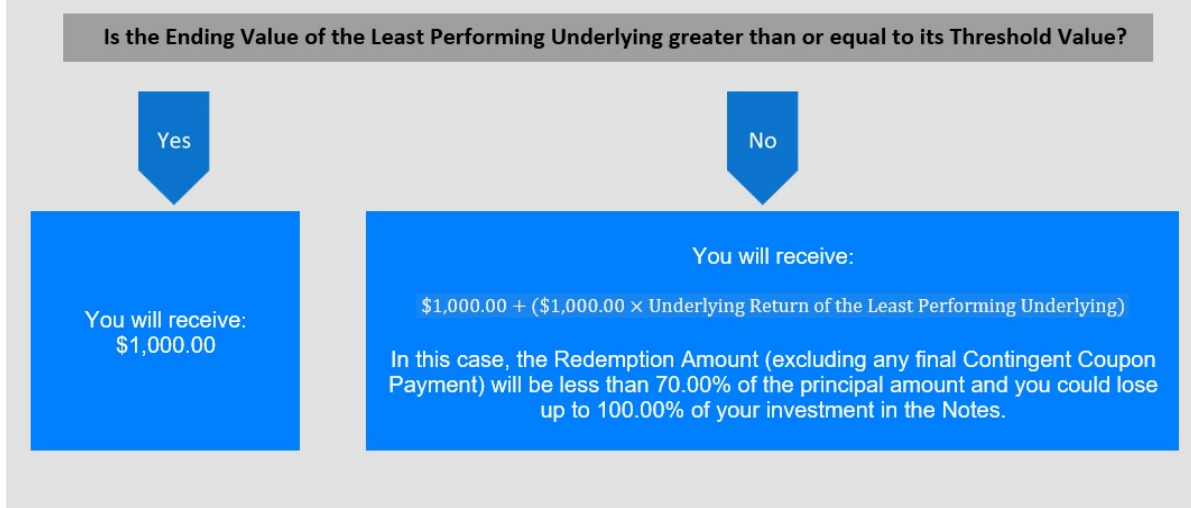 Is the Ending Value of the Least Performing Underlying greater than or equal to its Threshold Value?
Yes
No
You will receive:
$1,000.00
You will receive:
$1,000.00 + ($1,000.00 × Underlying Return of the Least Performing Underlying)
In this case, the Redemption Amount (excluding any final Contingent Coupon
Payment) will be less than 70.00% of the principal amount and you could lose
up to 100.00% of your investment in the Notes.